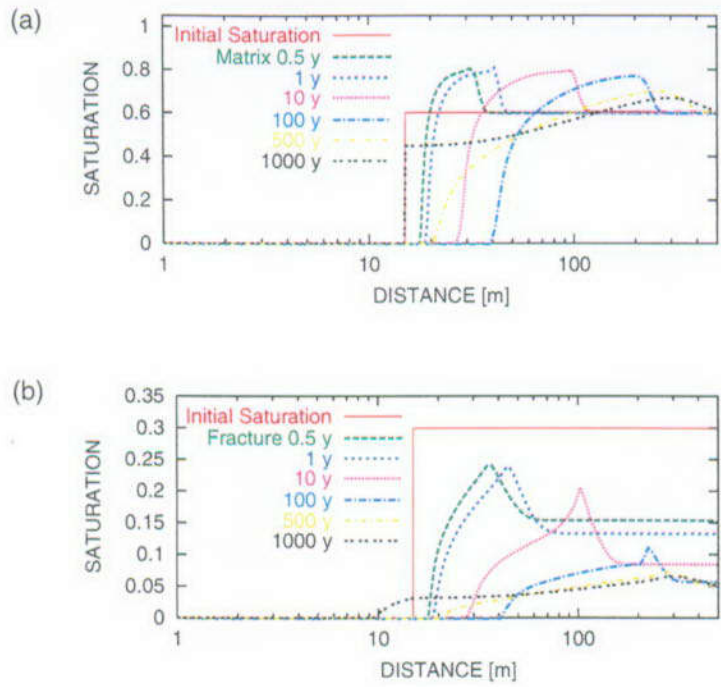 (a)
1
0.8
0.6
0.4
0.2
0
SATURATION
Initial Saturation
Matrix 0.5 y
1 y
10 y
100 y
500 y
1000 y
1
10
100
DISTANCE [m]
(b)
0.35
0.3
0.25
0.2
0.15
0.1
0.05
0
SATURATION
Initial Saturation
Fracture 0.5 y
1 y
10 y
100 y
500 y
1000 y
1
10
100
DISTANCE [m]